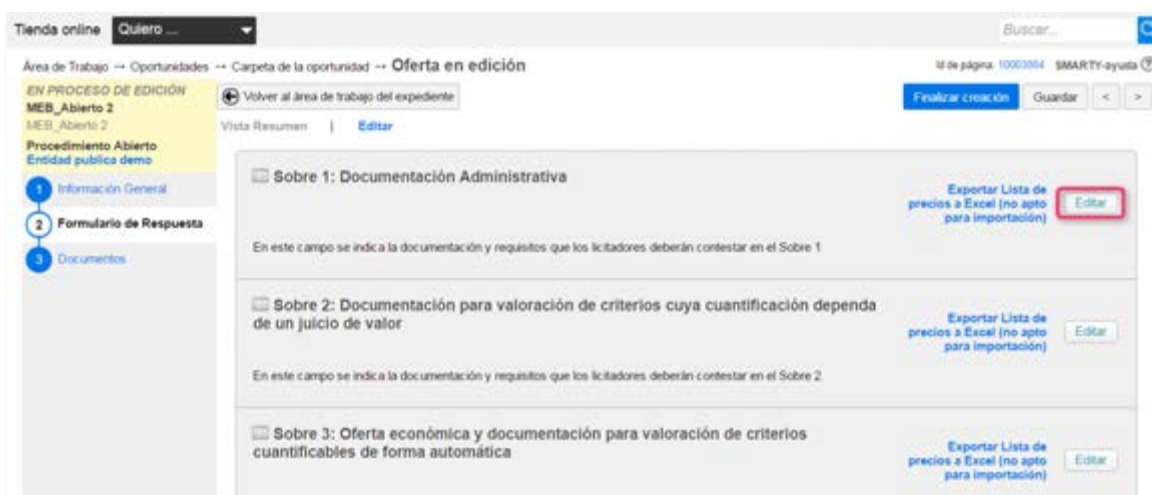 Tienda online Quiero ... Buscar...
Área de Trabajo → Oportunidades → Carpeta de la oportunidad → Oferta en edición Id de página: 10003884 SMARTY-ayuda
EN PROCESO DE EDICIÓN
MEB_Abierto 2
MEB_Abierto 2
Procedimiento Abierto
Entidad publica demo
Volver al área de trabajo del expediente Finalizar creación Guardar < >
Vista Resumen | Editar
1 Información General
2 Formulario de Respuesta
3 Documentos
Sobre 1: Documentación Administrativa
Exportar Lista de
precios a Excel (no apto
para importación)
Editar
En este campo se indica la documentación y requisitos que los licitadores deberán contestar en el Sobre 1
Sobre 2: Documentación para valoración de criterios cuya cuantificación dependa
de un juicio de valor
Exportar Lista de
precios a Excel (no apto
para importación)
Editar
En este campo se indica la documentación y requisitos que los licitadores deberán contestar en el Sobre 2
Sobre 3: Oferta económica y documentación para valoración de criterios
cuantificables de forma automática
Exportar Lista de
precios a Excel (no apto
para importación)
Editar